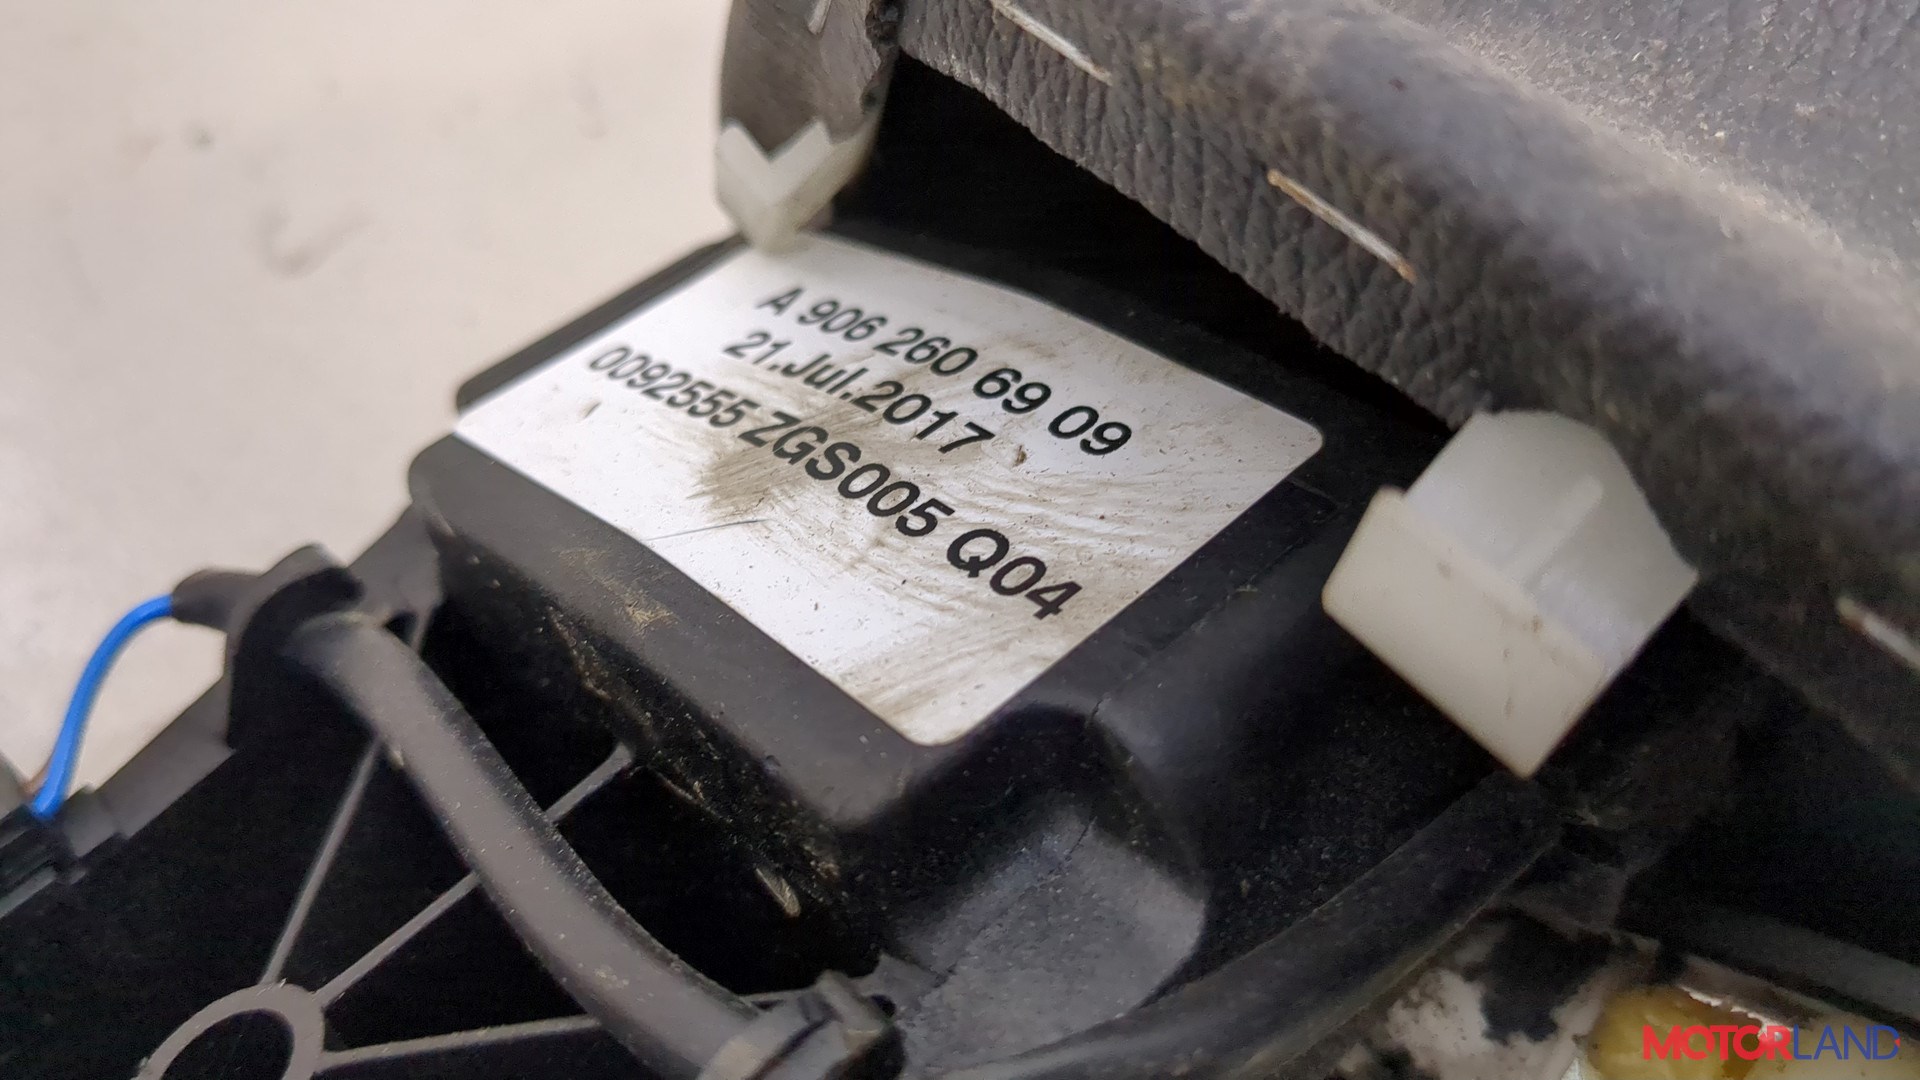 A 906 260 69 09
21.Jul.2017
0092555 ZGS005 Q04
MOTORLAND